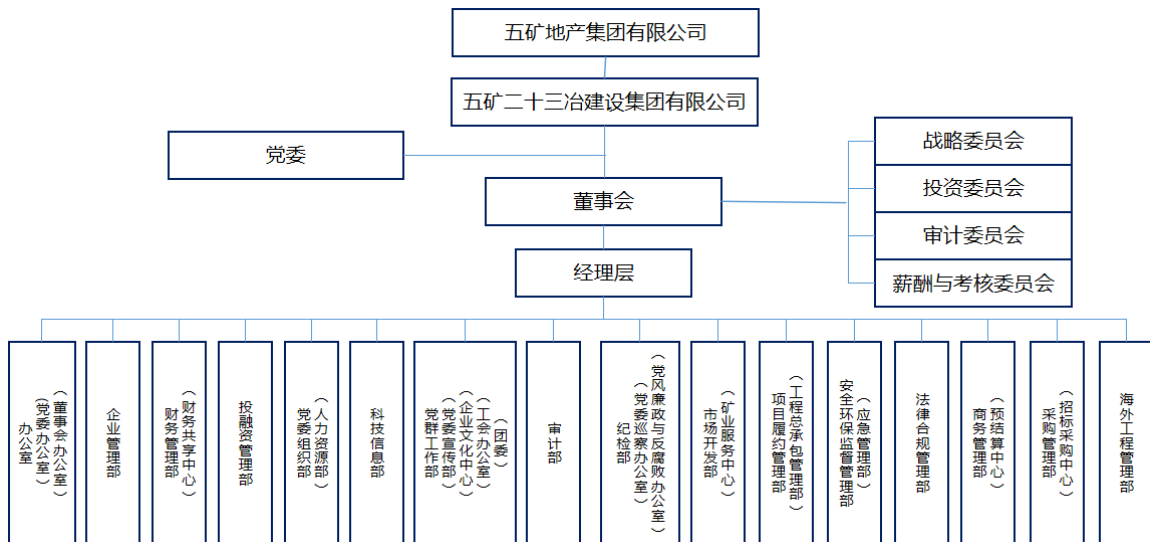 五矿地产集团有限公司
五矿二十三冶建设集团有限公司
党委
董事会
经理层
战略委员会
投资委员会
审计委员会
薪酬与考核委员会
办公室
(党委办公室)
(董事会办公室)
企业管理部
财务管理部
(财务共享中心)
投融资管理部
党委组织部
(人力资源部)
科技信息部
党群工作部
(党委宣传部)
(企业文化中心)
(工会办公室)
(团委)
审计部
纪检部
(党委巡察办公室)
(党风廉政与反腐败办公室)
市场开发部
(矿业服务中心)
项目履约管理部
(工程总承包管理部)
安全环保监督管理部
(应急管理部)
法律合规管理部
商务管理部
(预结算中心)
采购管理部
(招标采购中心)
海外工程管理部